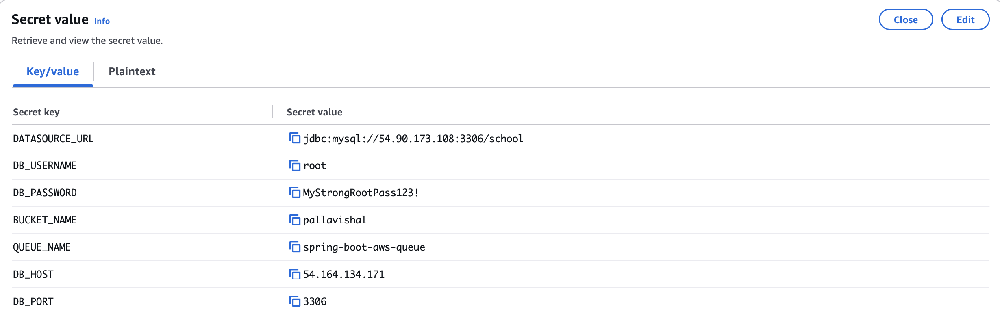 Secret value Info
Close
Edit
Retrieve and view the secret value.
Key/value
Plaintext
Secret key
Secret value
DATASOURCE_URL
jdbc:mysql://54.90.173.108:3306/school
DB_USERNAME
root
DB_PASSWORD
MyStrongRootPass123!
BUCKET_NAME
pallavishal
QUEUE_NAME
spring-boot-aws-queue
DB_HOST
54.164.134.171
DB_PORT
3306